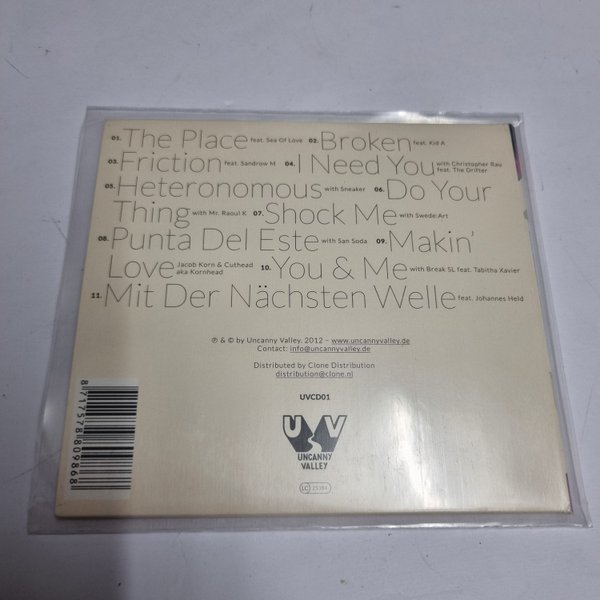 01. The Place feat. Sea Of Love 02. Broken feat. Kid A
03. Friction feat. Sandrow M 04. I Need You with Christopher Rau feat. The Drifter
05. Heteronomous with Sneaker 06. Do Your
Thing with Mr. Raoul K 07. Shock Me with Swede:Art
08. Punta Del Este with San Soda 09. Makin'
Love Jacob Korn & Cuthead aka Kornhead 10. You & Me with Break SL feat. Tabitha Xavier
11. Mit Der Nächsten Welle feat. Johannes Held
℗ & © by Uncanny Valley, 2012 – www.uncannyvalley.de
Contact: info@uncannyvalley.de
Distributed by Clone Distribution
distribution@clone.nl
UVCD01
UV
UNCANNY
VALLEY
LC 25384
8717578809868